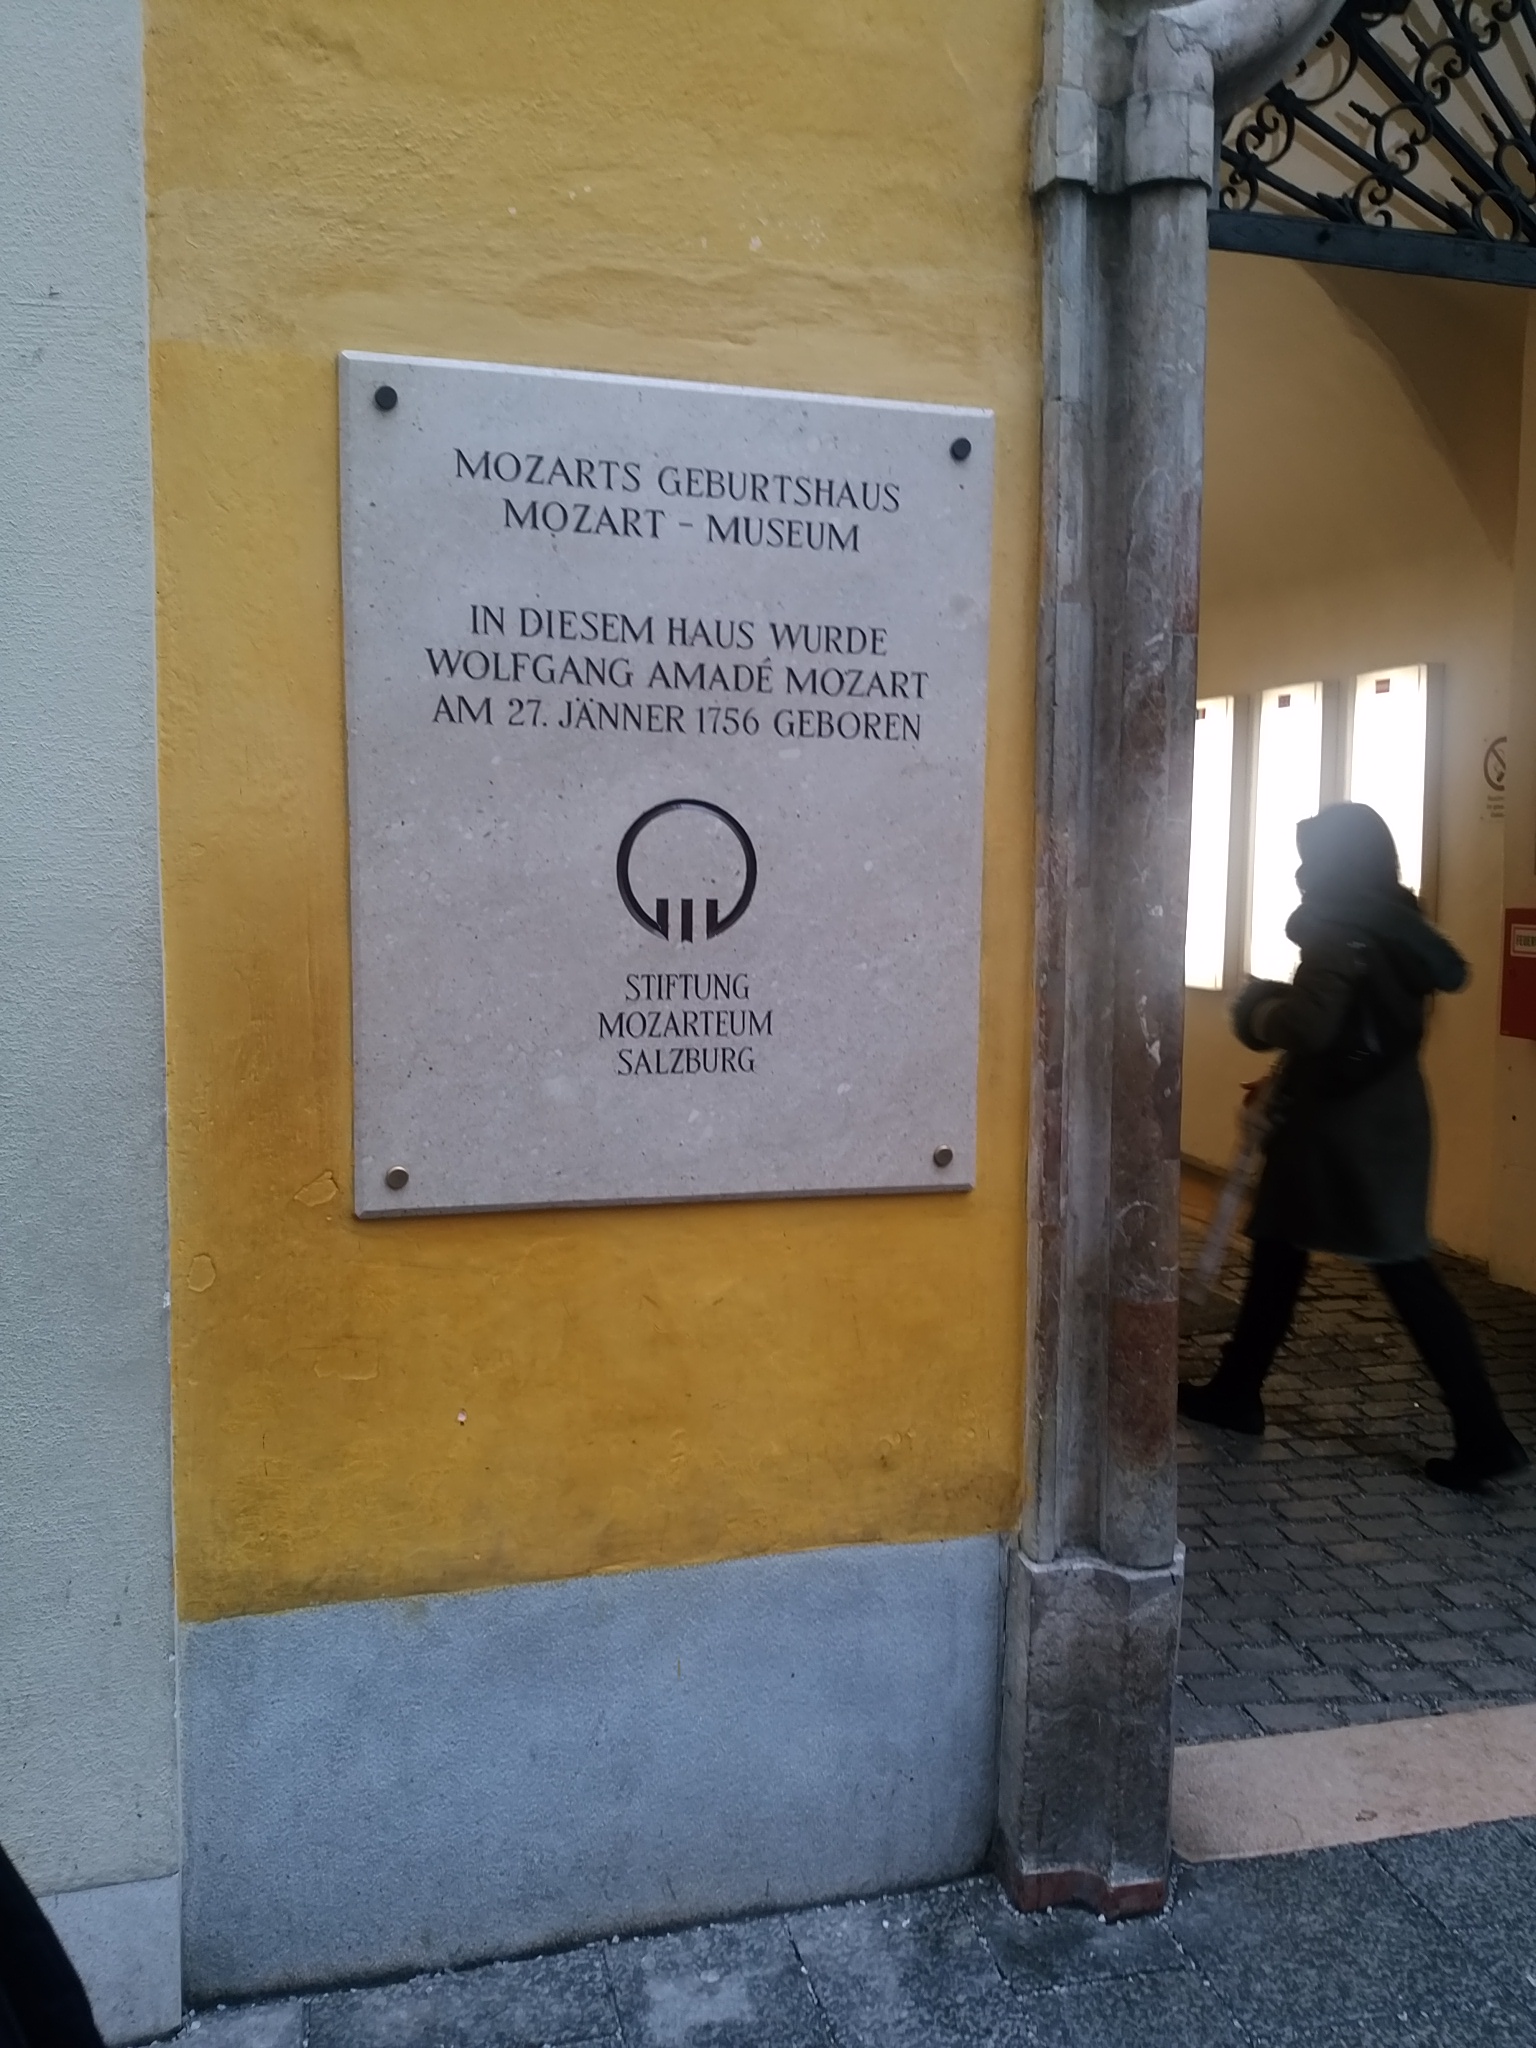 MOZARTS GEBURTSHAUS
MOZART - MUSEUM
IN DIESEM HAUS WURDE
WOLFGANG AMADÉ MOZART
AM 27. JÄNNER 1756 GEBOREN
STIFTUNG
MOZARTEUM
SALZBURG